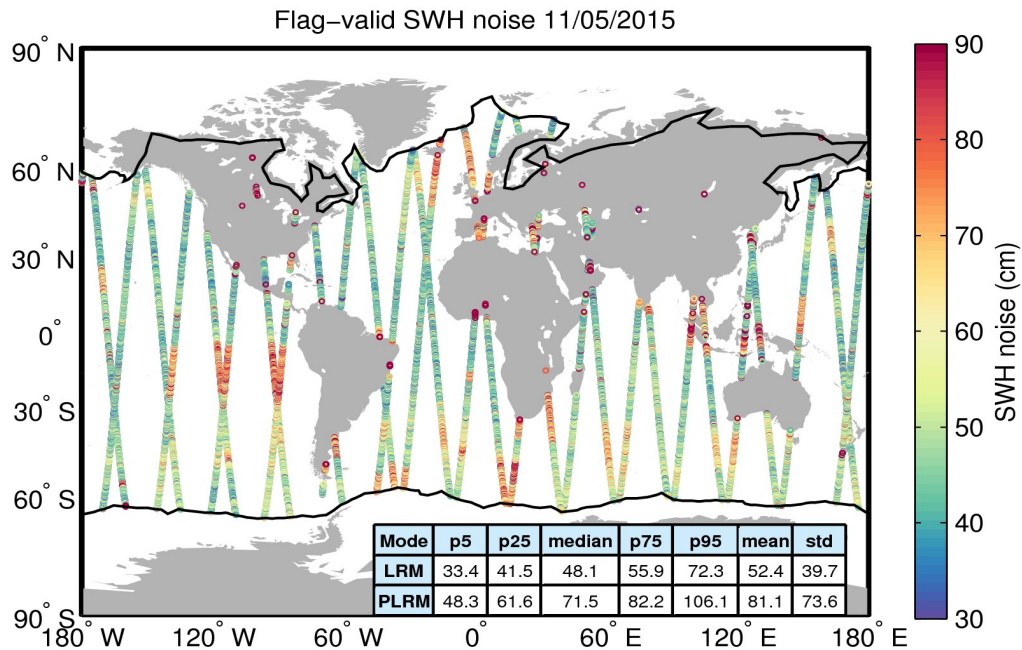 Flag−valid SWH noise 11/05/2015
90° N
60° N
30° N
0°
30° S
60° S
90° S
180° W
120° W
60° W
0°
60° E
120° E
180° E
Mode p5 p25 median p75 p95 mean std
LRM 33.4 41.5 48.1 55.9 72.3 52.4 39.7
PLRM 48.3 61.6 71.5 82.2 106.1 81.1 73.6
90
80
70
60
50
40
30
SWH noise (cm)